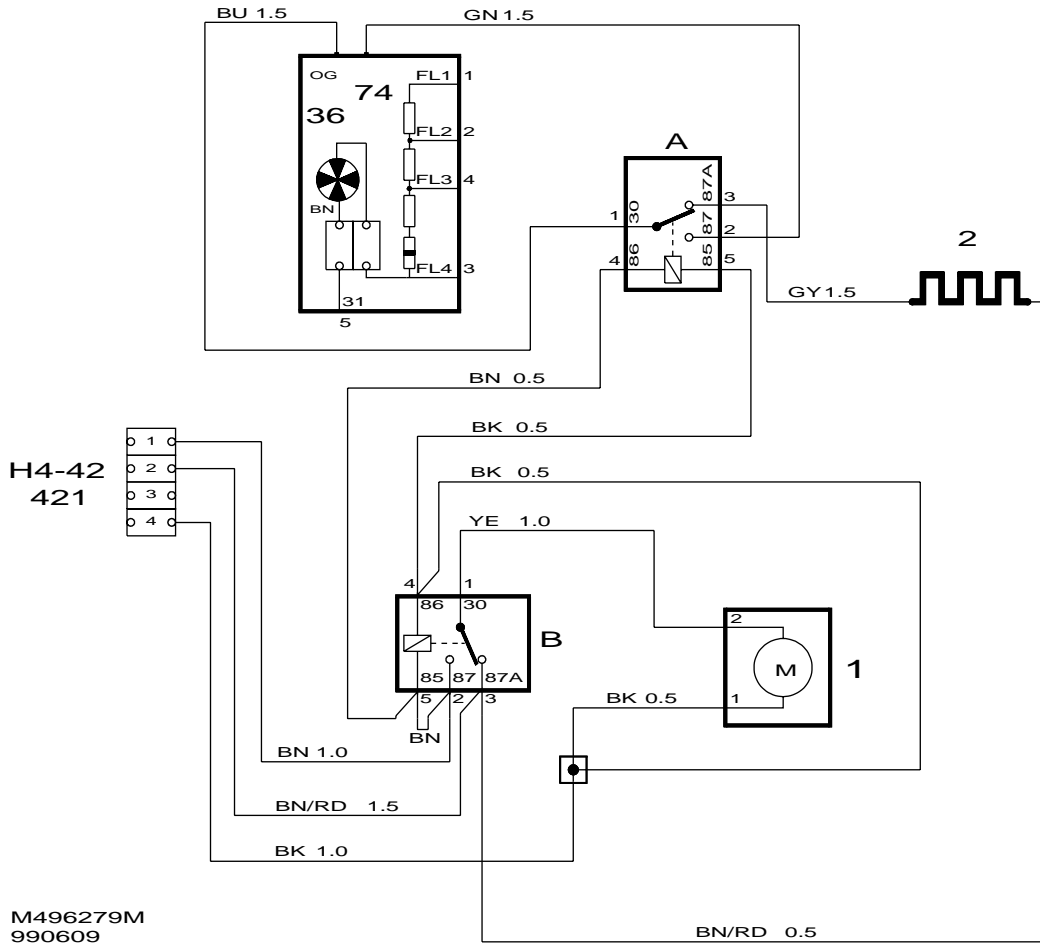 BU 1.5
GN 1.5
OG
74
36
FL1 1
FL2 2
FL3 4
FL4 3
BN
31
5
A
1
30
87A
3
87
2
4
86
85
5
2
GY1.5
BN 0.5
BK 0.5
BK 0.5
YE 1.0
H4-42
421
1
2
3
4
4
1
86
30
B
85
87
87A
5
2
3
BN
2
M
1
1
BK 0.5
BN 1.0
BN/RD 1.5
BK 1.0
BN/RD 0.5
M496279M
990609